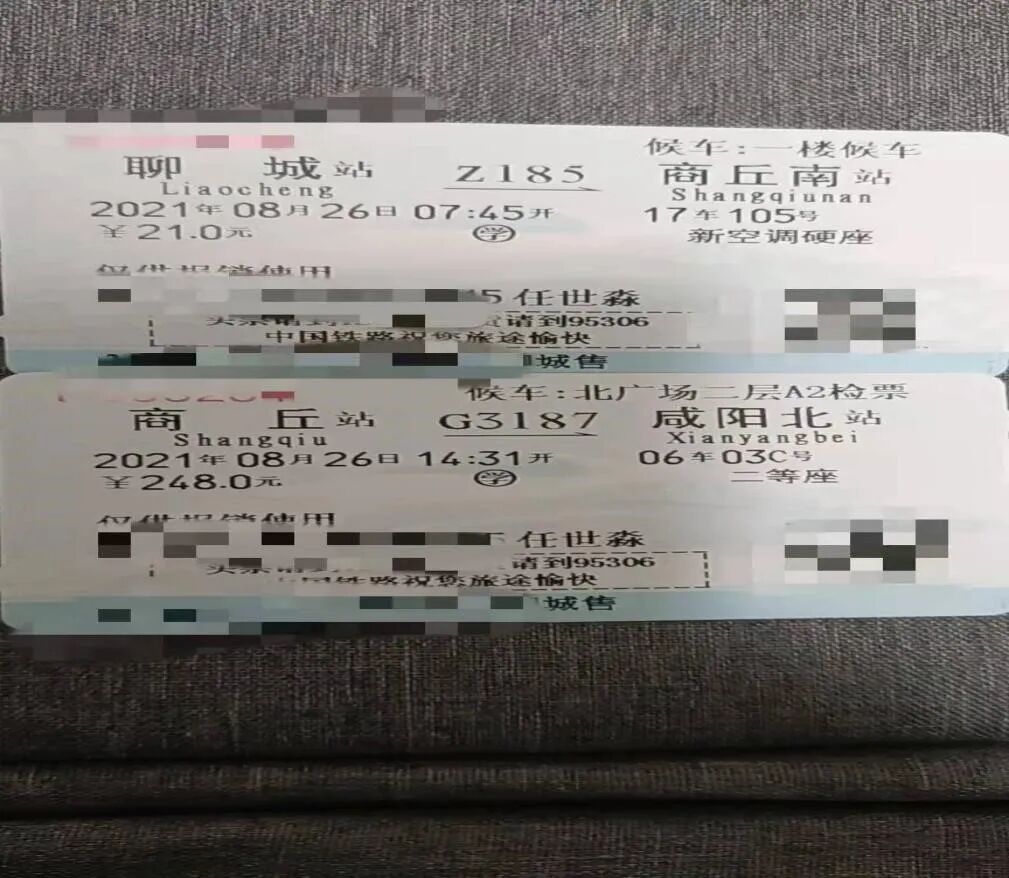 候车:一楼候车
聊城站 Z185 商丘南站
Liaocheng Shangqiunan
2021年08月26日07:45开 17车105号
￥21.0元 学 新空调硬座
仅供报销使用
5任世森
请到95306
中国铁路祝您旅途愉快
城售
候车:北广场二层A2检票
商丘站 G3187 咸阳北站
Shangqiu Xianyangbei
2021年08月26日14:31开 06车03C号
￥248.0元 学 二等座
仅供报销使用
任世森
请到95306
国铁路祝您旅途愉快
城售